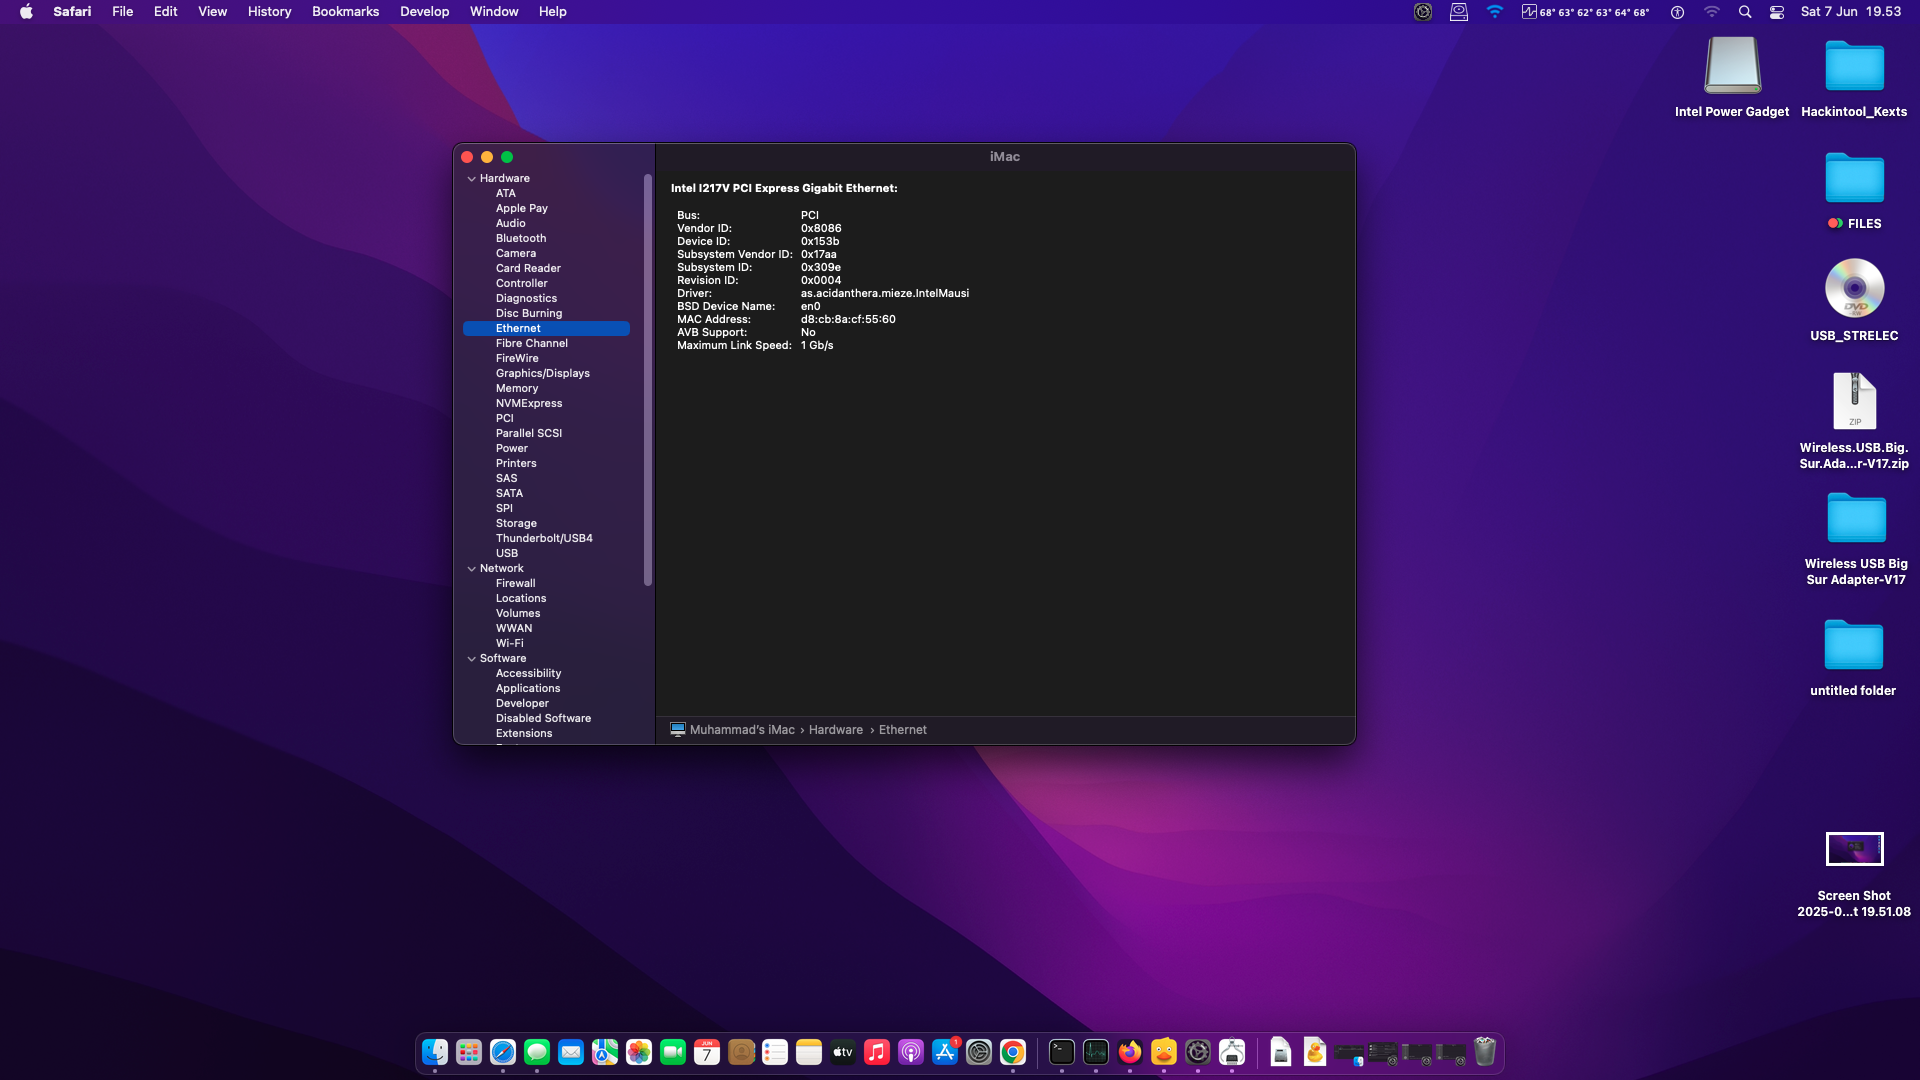 Safari File Edit View History Bookmarks Develop Window Help
68° 63° 62° 63° 64° 68°
Sat 7 Jun 19.53
Intel Power Gadget
Hackintool_Kexts
FILES
DVD
USB_STRELEC
ZIP
Wireless.USB.Big.
Sur.Ada...r-V17.zip
Wireless USB Big
Sur Adapter-V17
untitled folder
Screen Shot
2025-0...t 19.51.08
iMac
Hardware
ATA
Apple Pay
Audio
Bluetooth
Camera
Card Reader
Controller
Diagnostics
Disc Burning
Ethernet
Fibre Channel
FireWire
Graphics/Displays
Memory
NVMExpress
PCI
Parallel SCSI
Power
Printers
SAS
SATA
SPI
Storage
Thunderbolt/USB4
USB
Network
Firewall
Locations
Volumes
WWAN
Wi-Fi
Software
Accessibility
Applications
Developer
Disabled Software
Extensions
Intel I217V PCI Express Gigabit Ethernet:
Bus: PCI
Vendor ID: 0x8086
Device ID: 0x153b
Subsystem Vendor ID: 0x17aa
Subsystem ID: 0x309e
Revision ID: 0x0004
Driver: as.acidanthera.mieze.IntelMausi
BSD Device Name: en0
MAC Address: d8:cb:8a:cf:55:60
AVB Support: No
Maximum Link Speed: 1 Gb/s
Muhammad's iMac › Hardware › Ethernet
JUN
7
tv
1